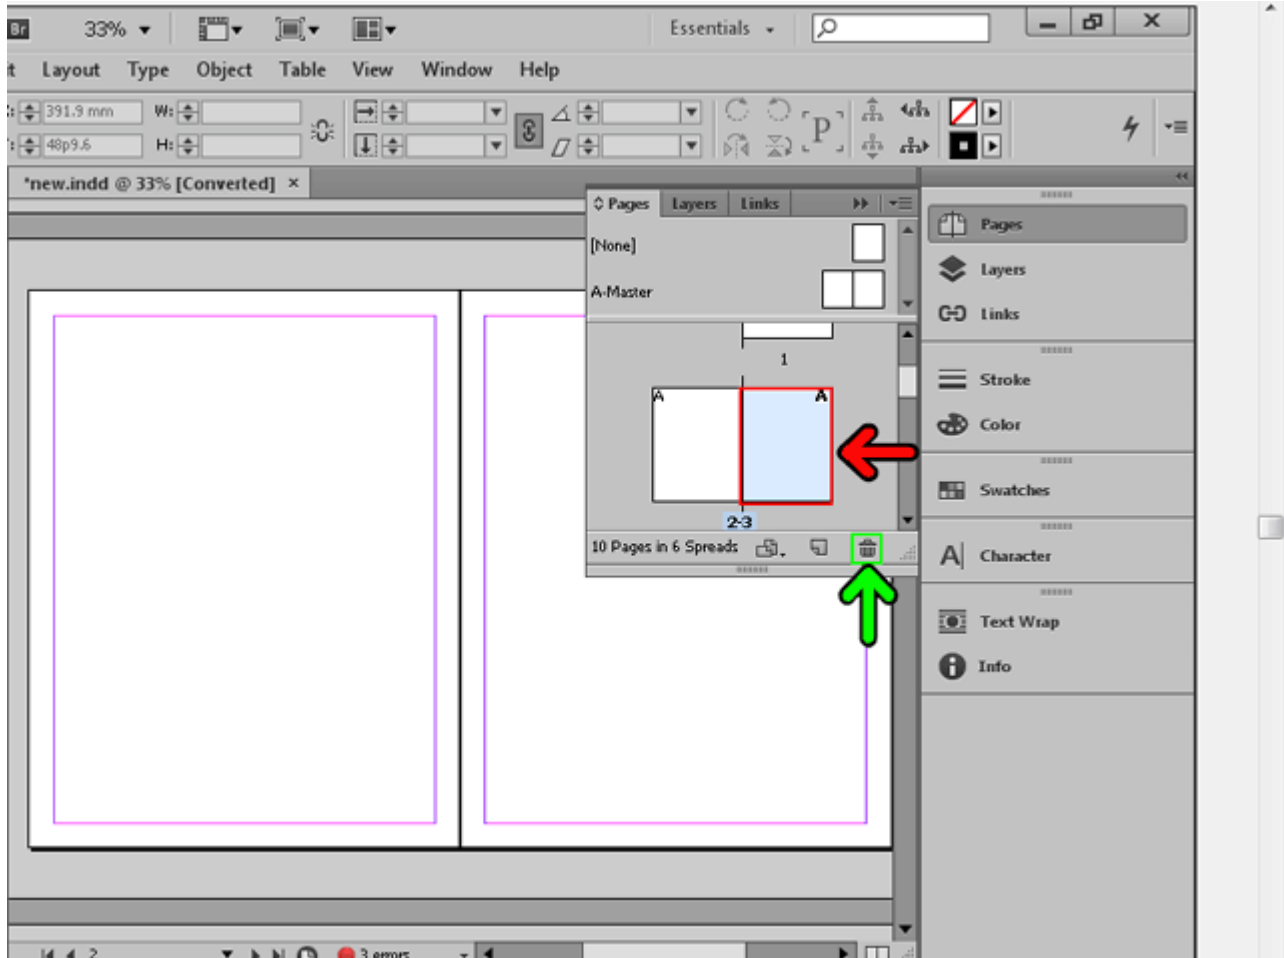 Br 33% Essentials
t Layout Type Object Table View Window Help
391.9 mm W:
48p9.6 H:
P
*new.indd @ 33% [Converted] ×
Pages Layers Links
[None]
A-Master
1
A A
2-3
10 Pages in 6 Spreads
Pages
Layers
Links
Stroke
Color
Swatches
Character
Text Wrap
Info
2 3 errors